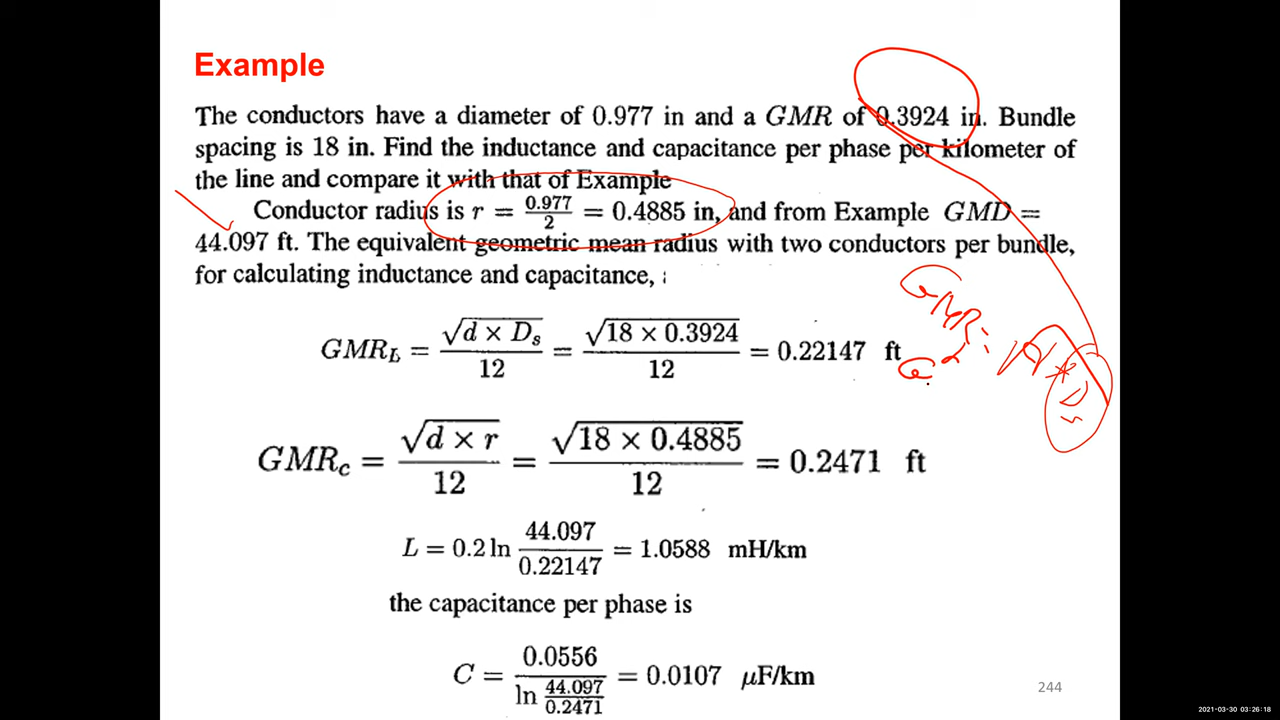 Example
The conductors have a diameter of 0.977 in and a GMR of 0.3924 in. Bundle
spacing is 18 in. Find the inductance and capacitance per phase per kilometer of
the line and compare it with that of Example
Conductor radius is r = 0.977/2 = 0.4885 in, and from Example GMD =
44.097 ft. The equivalent geometric mean radius with two conductors per bundle,
for calculating inductance and capacitance,
GMR_L = √(d × D_s)/12 = √(18 × 0.3924)/12 = 0.22147 ft
GMR_c = √(d × r)/12 = √(18 × 0.4885)/12 = 0.2471 ft
L = 0.2 ln 44.097/0.22147 = 1.0588 mH/km
the capacitance per phase is
C = 0.0556/(ln 44.097/0.2471) = 0.0107 μF/km
244
2021-03-30 03:26:18